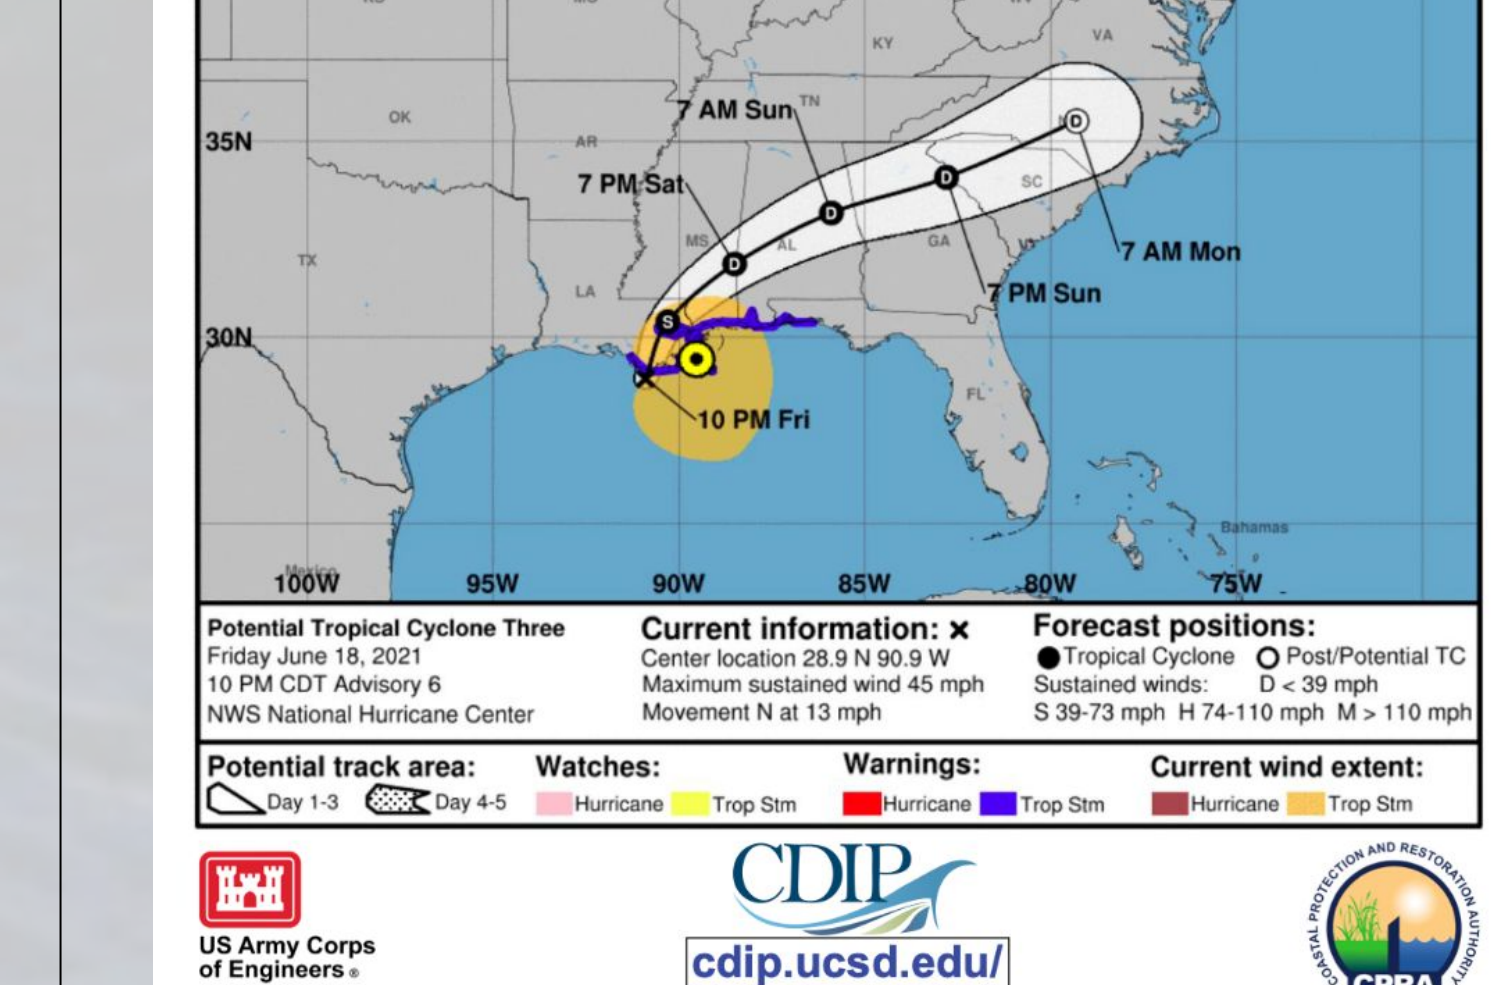 KY
VA
TN
7 AM Sun
OK
AR
35N
D
7 PM Sat
D
SC
D
MS
AL
GA
7 AM Mon
TX
D
LA
7 PM Sun
S
30N
FL
10 PM Fri
Bahamas
Mexico
100W 95W 90W 85W 80W 75W
Potential Tropical Cyclone Three
Friday June 18, 2021
10 PM CDT Advisory 6
NWS National Hurricane Center
Current information: x
Center location 28.9 N 90.9 W
Maximum sustained wind 45 mph
Movement N at 13 mph
Forecast positions:
Tropical Cyclone Post/Potential TC
Sustained winds: D < 39 mph
S 39-73 mph H 74-110 mph M > 110 mph
Potential track area:
Day 1-3 Day 4-5
Watches:
Hurricane Trop Stm
Warnings:
Hurricane Trop Stm
Current wind extent:
Hurricane Trop Stm
US Army Corps
of Engineers ®
CDIP
cdip.ucsd.edu/
COASTAL PROTECTION AND RESTORATION AUTHORITY
CPRA